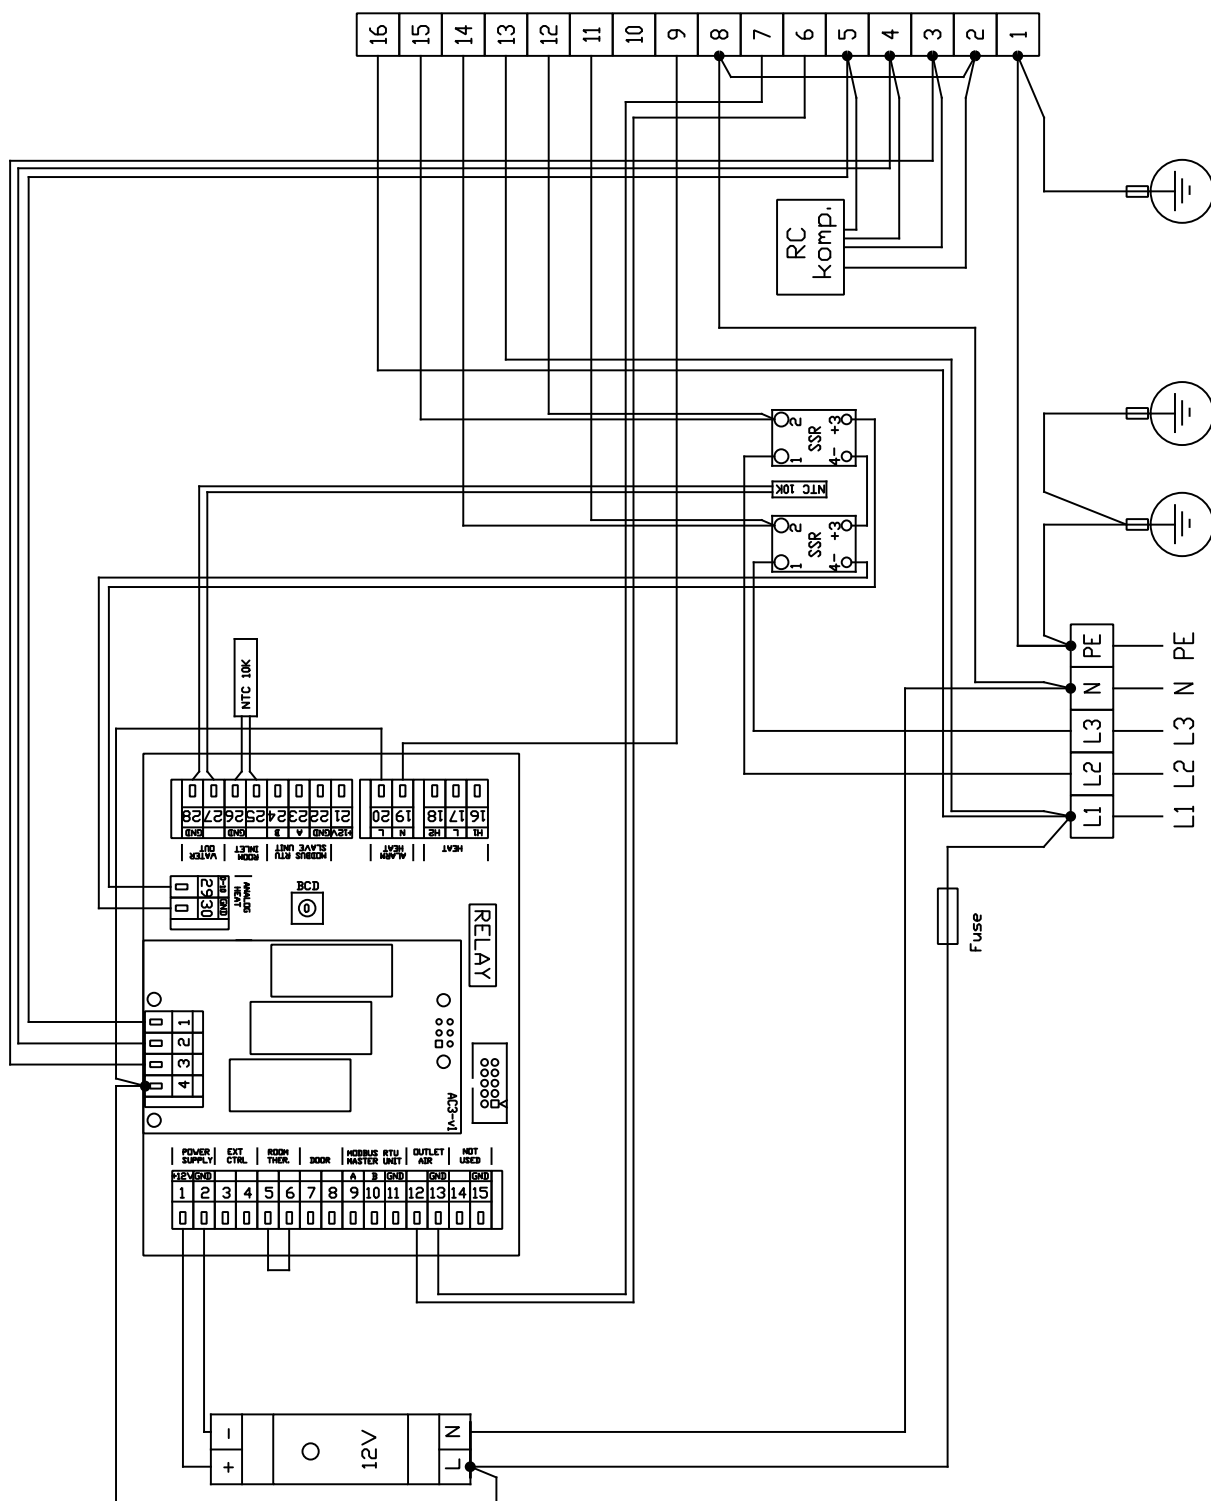 16 15 14 13 12 11 10 9 8 7 6 5 4 3 2 1
RC
komp.
2 +3
SSR
1 4-
NTC 10K
2 +3
SSR
1 4-
NTC 10K
PE PE
N N
L3 L3
L2 L2
L1 L1
Fuse
28 27 26 25 24 23 22 21
GND GND B A GND +12V
VATER
OUT
ROOM
INLET
MODBUS RTU
SLAVE UNIT
20 19
L N
ALARM
HEAT
18 17 16
H2 L H1
HEAT
29 30
0-10 GND
ANALOG
HEAT
BCD
0
RELAY
1
2
3
4
AC3-v1
POWER
SUPPLY
EXT
CTRL
ROOM
THER.
DOOR
MODBUS RTU
MASTER UNIT
OUTLET
AIR
NOT
USED
+12V GND A B GND GND GND
1 2 3 4 5 6 7 8 9 10 11 12 13 14 15
- N
12V
+ L